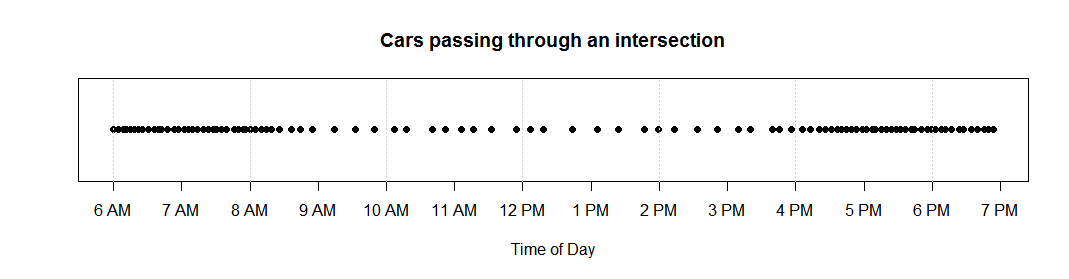 Cars passing through an intersection
6 AM 7 AM 8 AM 9 AM 10 AM 11 AM 12 PM 1 PM 2 PM 3 PM 4 PM 5 PM 6 PM 7 PM
Time of Day